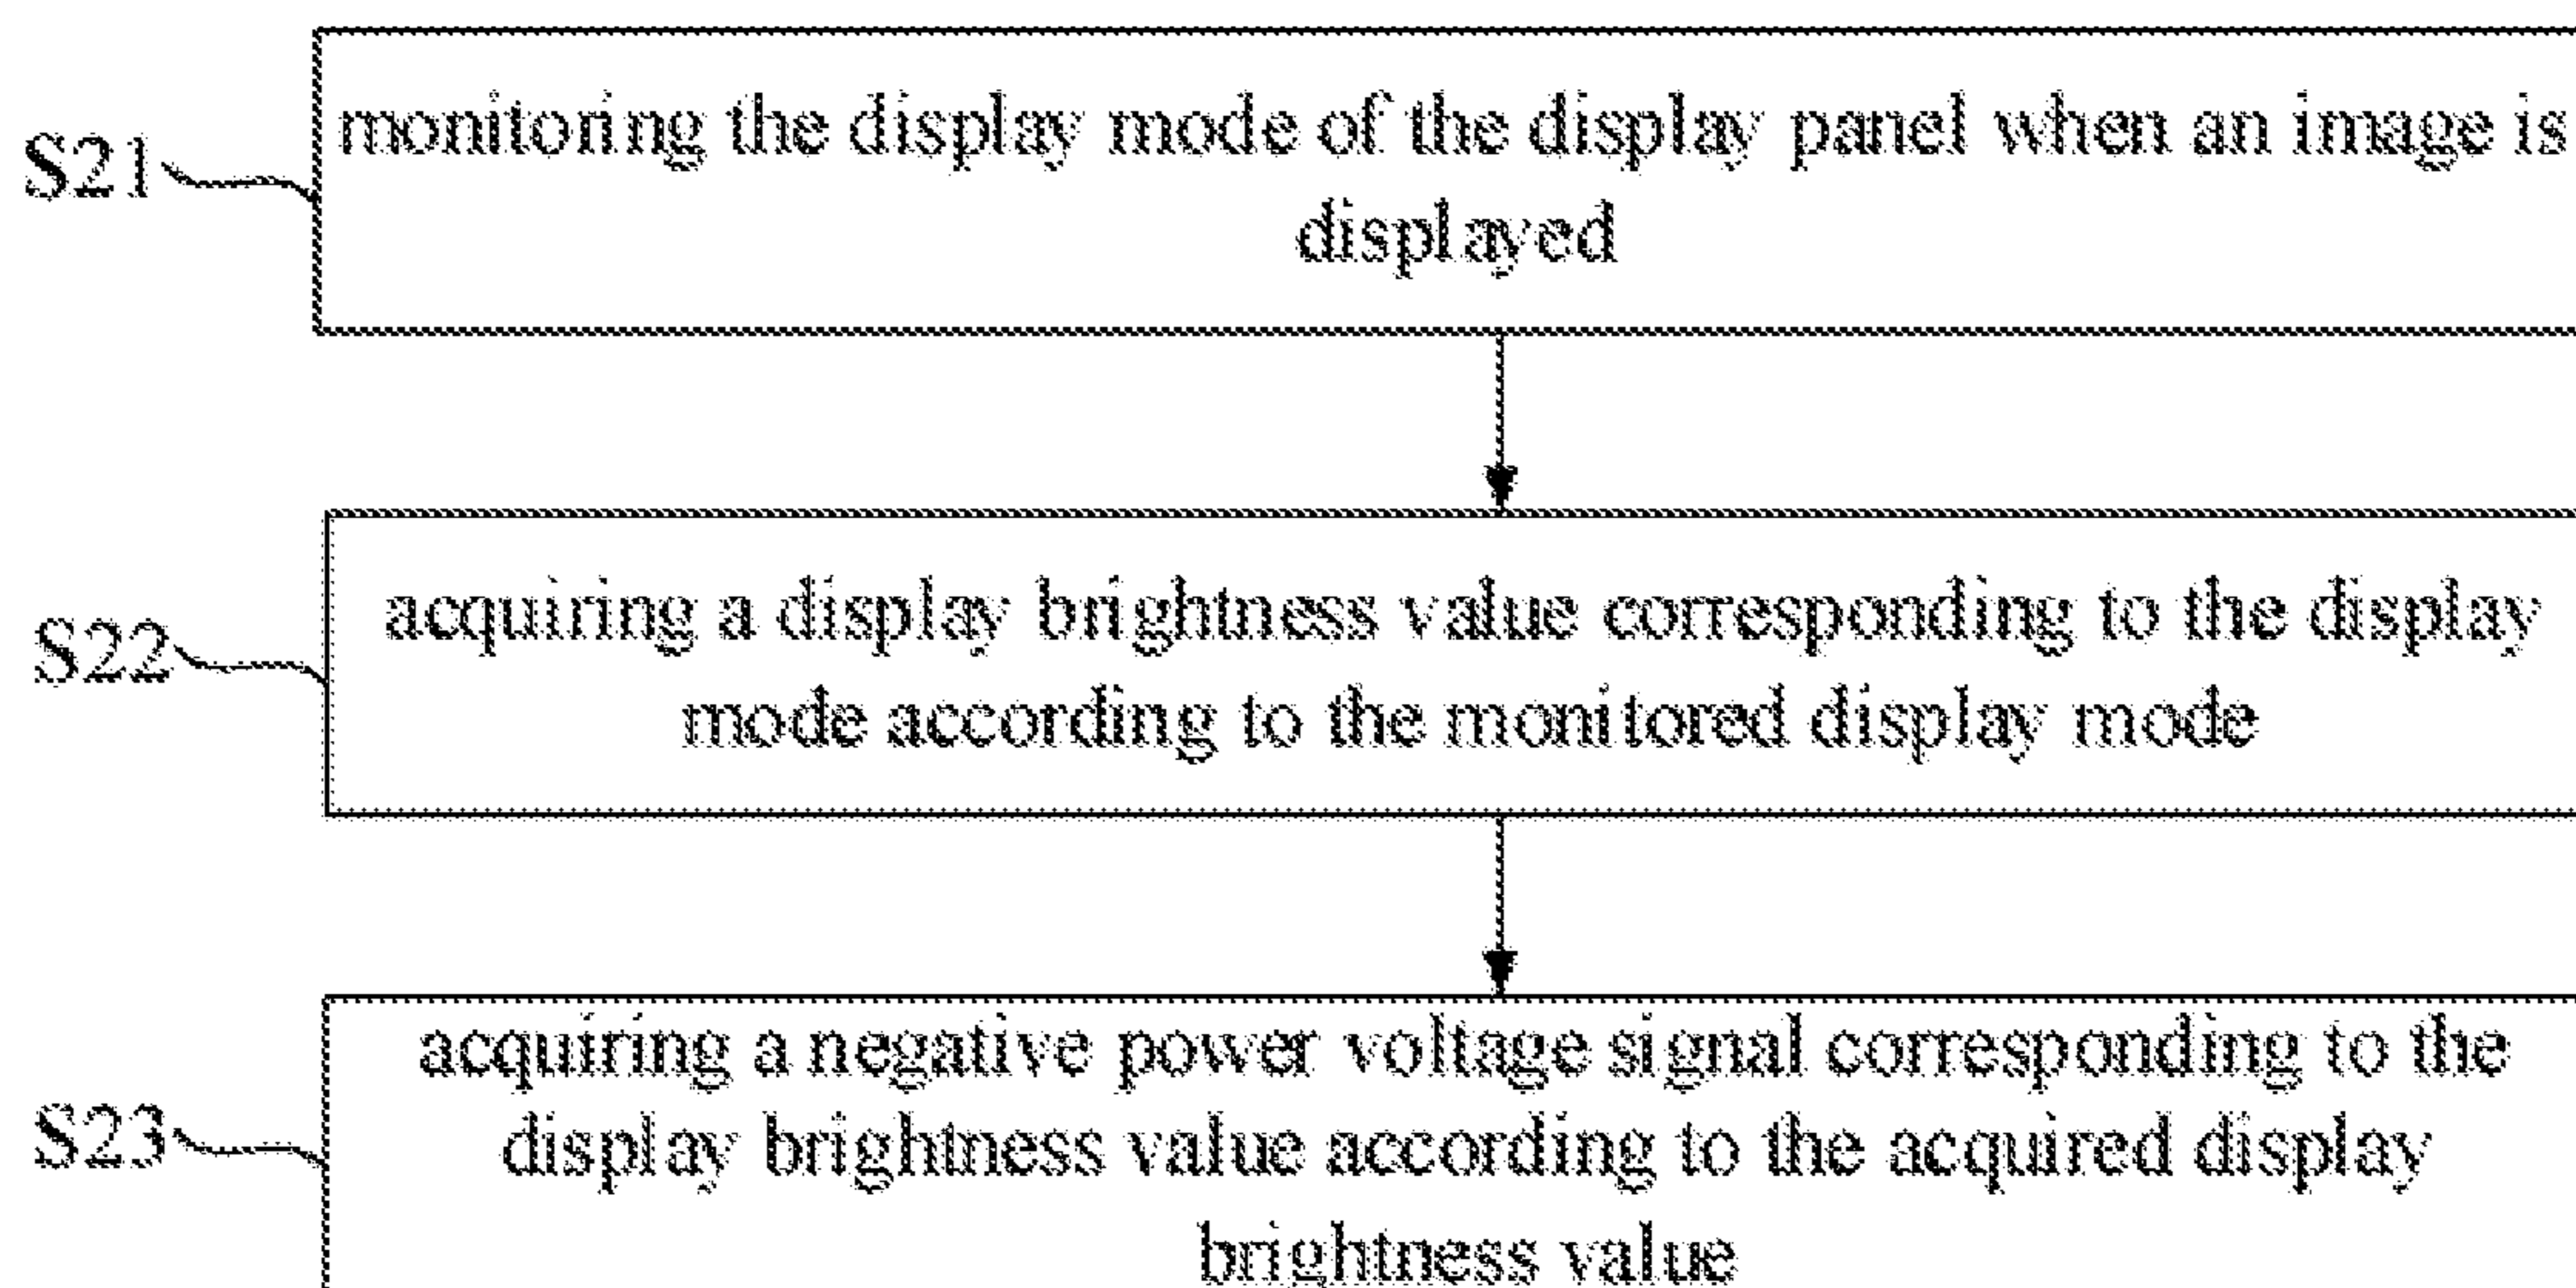 monitoring the display mode of the display panel when an image is
S21
displayed
acquiring a display brightness value corresponding to the display
S22
mode according to the monitored display mode
acquiring a negative power voltage signal corresponding to the
S23
display brightness value according to the acquired display
brightness value